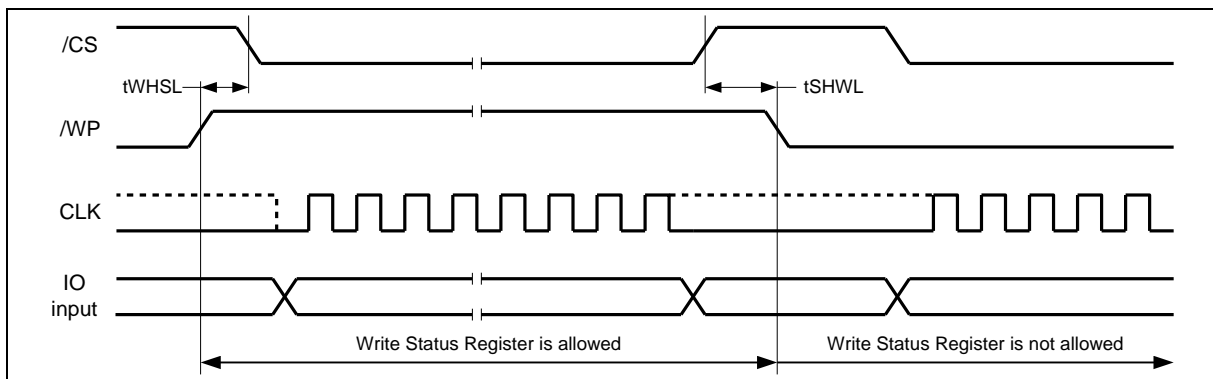 /CS
tWHSL
tSHWL
/WP
CLK
IO
input
Write Status Register is allowed
Write Status Register is not allowed